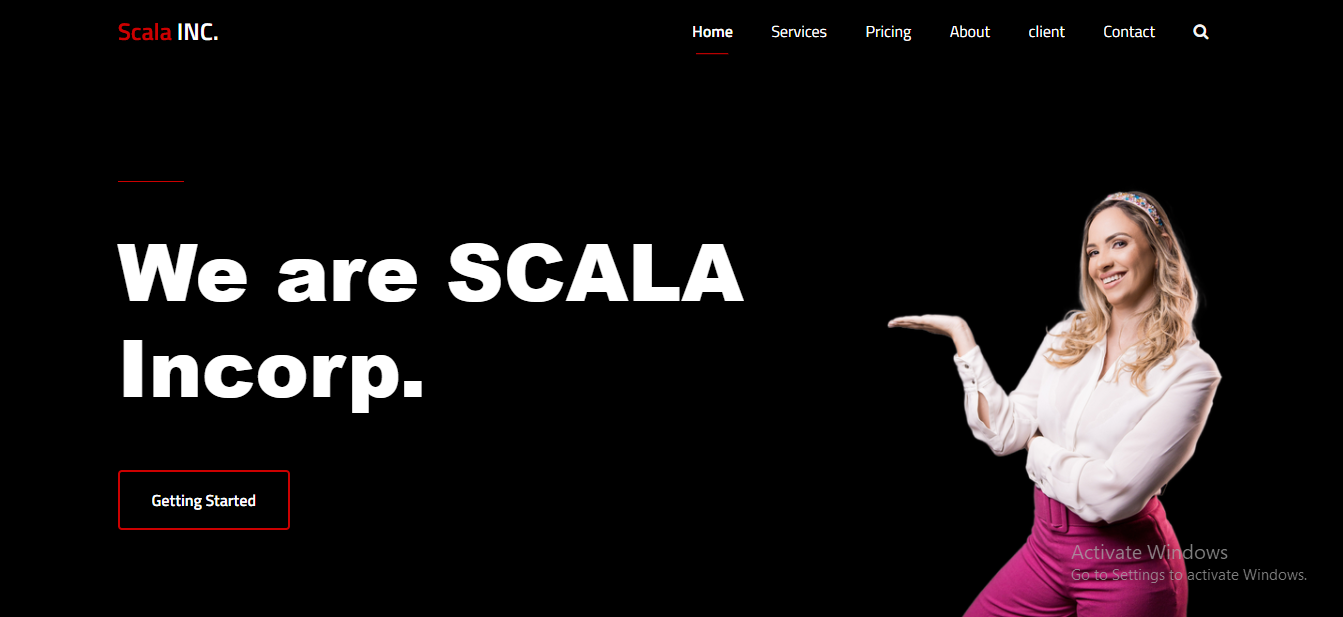 Scala INC.
Home Services Pricing About client Contact
We are SCALA
Incorp.
Getting Started
Activate Windows
Go to Settings to activate Windows.